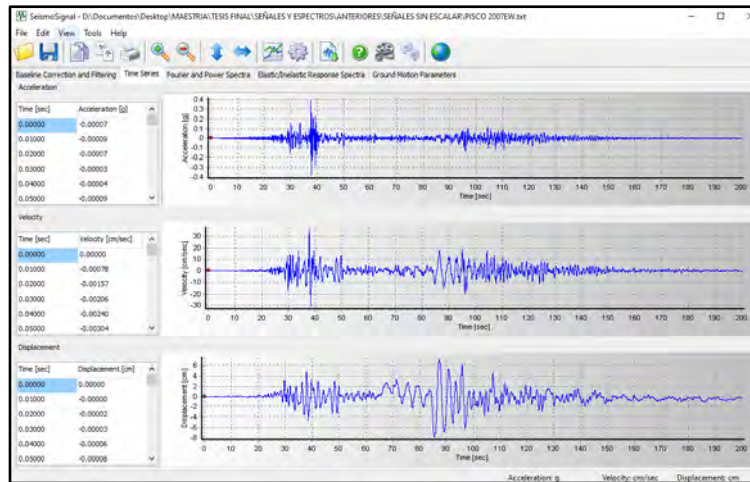 SeismoSignal - D:\Documentos\Desktop\MAESTRIA\TESIS FINAL\SEÑALES Y ESPECTROS\ANTERIORES\SEÑALES SIN ESCALAR\PISCO 2007EW.txt
File Edit View Tools Help
Baseline Correction and Filtering Time Series Fourier and Power Spectra Elastic/Inelastic Response Spectra Ground Motion Parameters
Acceleration
Time [sec] Acceleration [g]
0.00000 -0.00007
0.01000 -0.00009
0.02000 -0.00007
0.03000 -0.00003
0.04000 -0.00004
0.05000 -0.00009
Acceleration [g]
0.4
0.3
0.2
0.1
0
-0.1
-0.2
-0.3
-0.4
0 10 20 30 40 50 60 70 80 90 100 110 120 130 140 150 160 170 180 190 200
Time [sec]
Velocity
Time [sec] Velocity [cm/sec]
0.00000 0.00000
0.01000 -0.00078
0.02000 -0.00157
0.03000 -0.00206
0.04000 -0.00240
0.05000 -0.00304
Velocity [cm/sec]
30
20
10
0
-10
-20
-30
0 10 20 30 40 50 60 70 80 90 100 110 120 130 140 150 160 170 180 190 200
Time [sec]
Displacement
Time [sec] Displacement [cm]
0.00000 0.00000
0.01000 -0.00000
0.02000 -0.00002
0.03000 -0.00003
0.04000 -0.00006
0.05000 -0.00008
Displacement [cm]
6
4
2
0
-2
-4
-6
-8
0 10 20 30 40 50 60 70 80 90 100 110 120 130 140 150 160 170 180 190 200
Time [sec]
Acceleration: g Velocity: cm/sec Displacement: cm